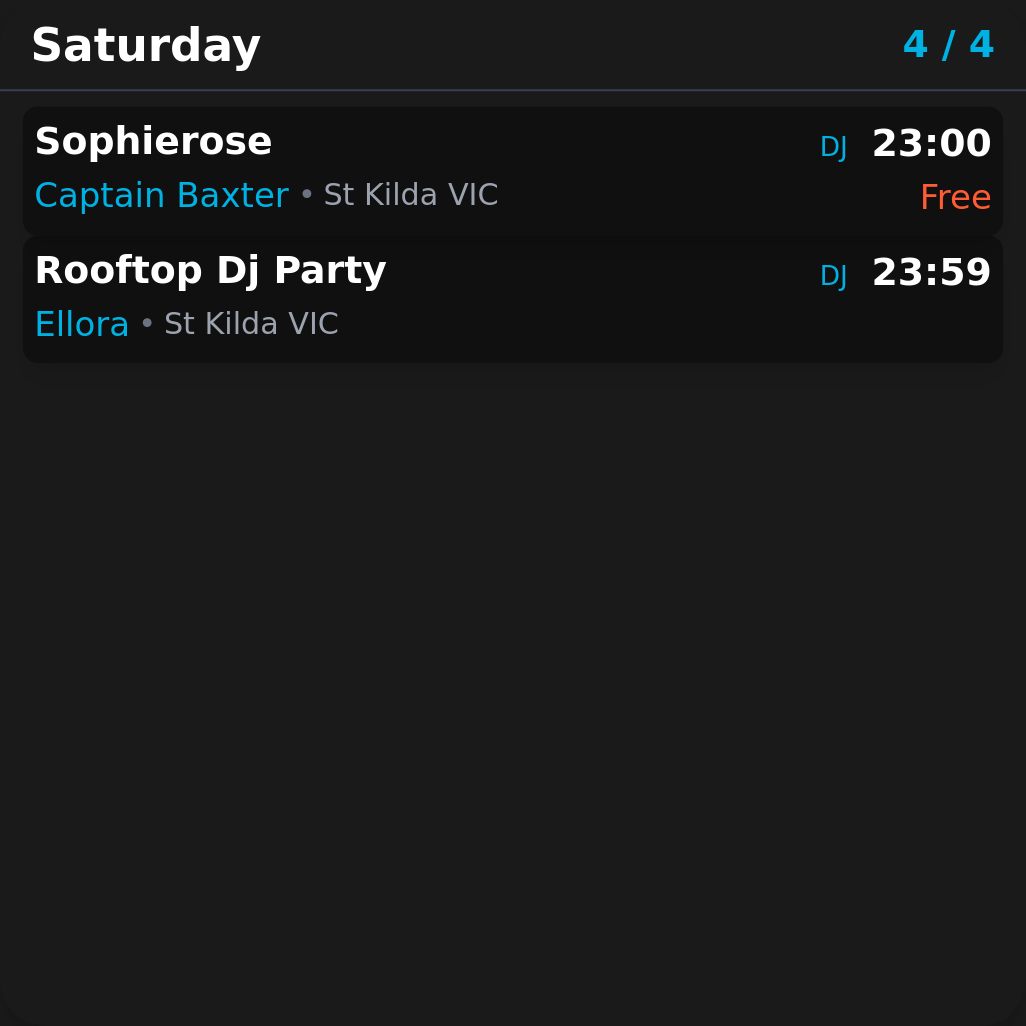 Saturday 4 / 4
Sophierose DJ 23:00
Captain Baxter • St Kilda VIC Free
Rooftop Dj Party DJ 23:59
Ellora • St Kilda VIC